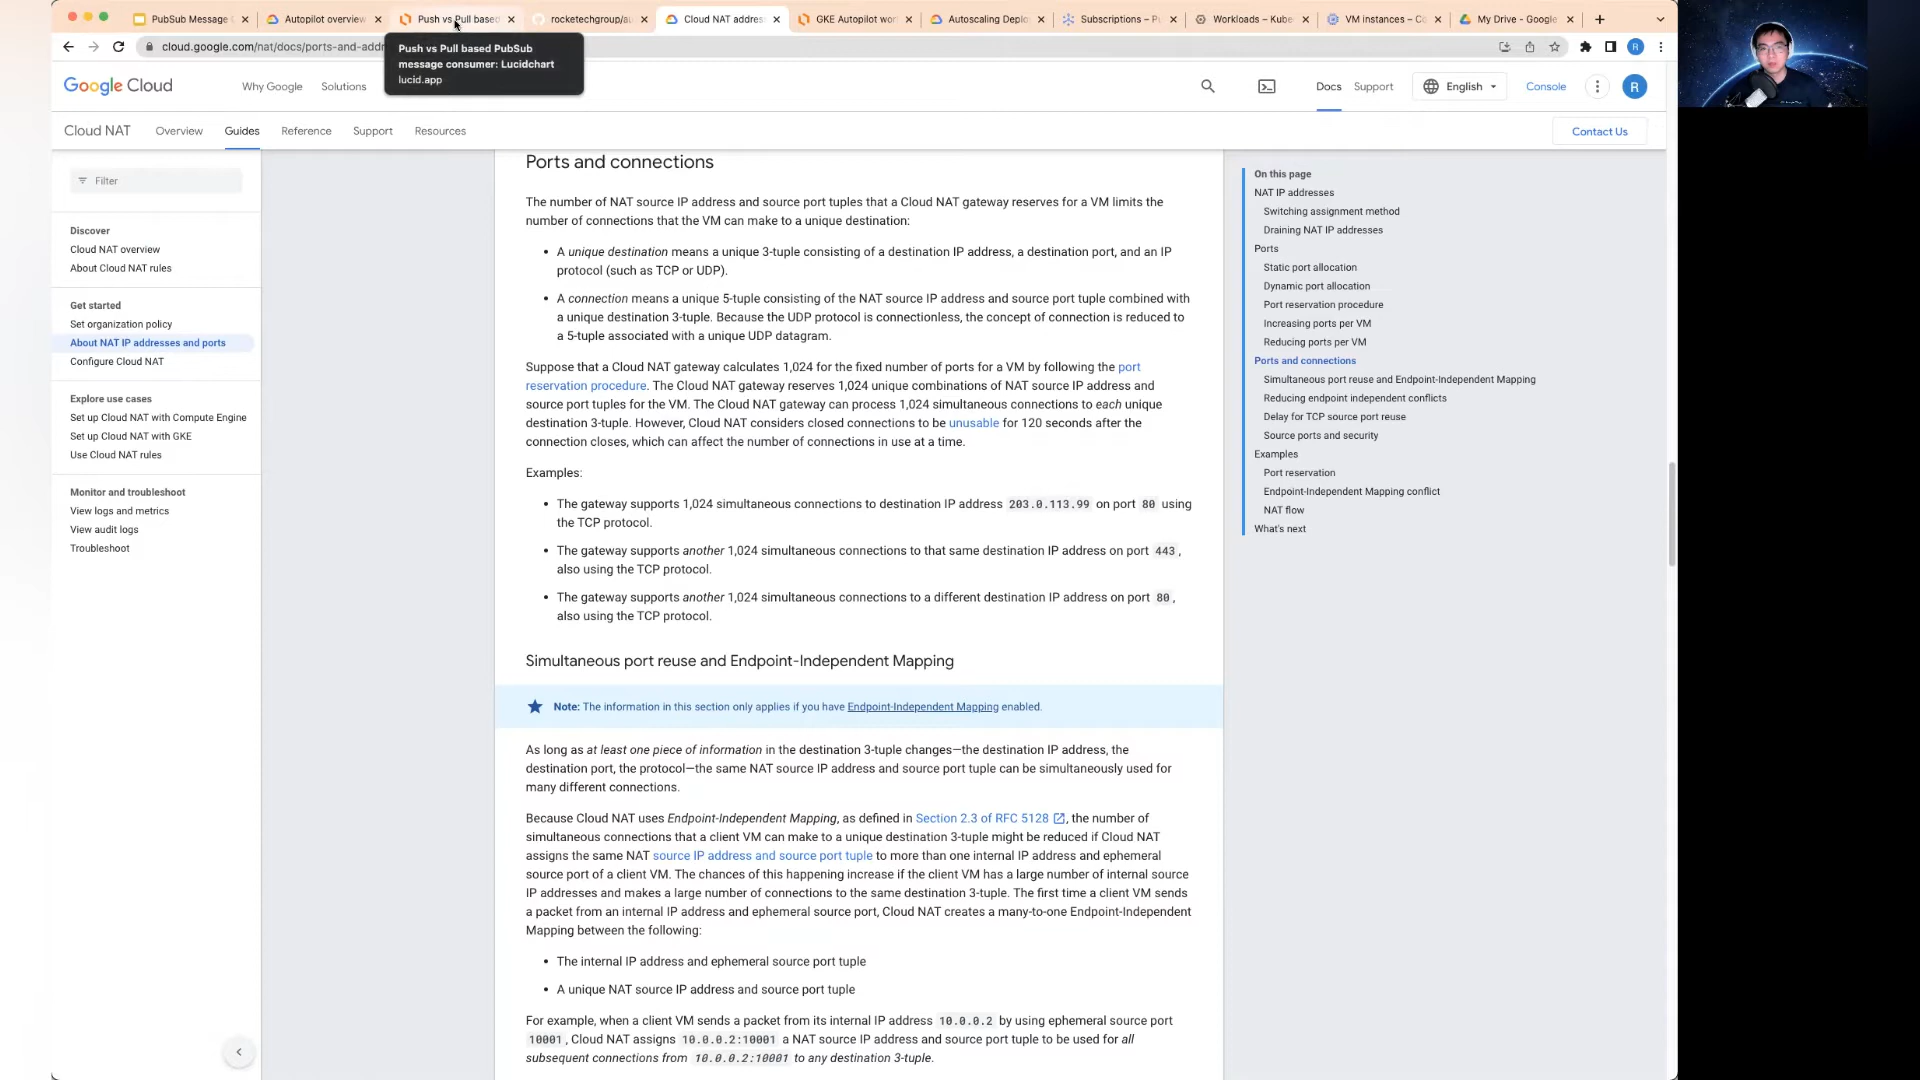 PubSub Message
Autopilot overview
Push vs Pull based
rocketechgroup/au
Cloud NAT addres
GKE Autopilot wor
Autoscaling Deplo
Subscriptions – P
Workloads – Kube
VM instances – Co
My Drive - Google
cloud.google.com/nat/docs/ports-and-addr
R
Push vs Pull based PubSub
message consumer: Lucidchart
lucid.app
Google Cloud
Why Google
Solutions
Docs
Support
English
Console
R
Cloud NAT
Overview
Guides
Reference
Support
Resources
Contact Us
Filter
Discover
Cloud NAT overview
About Cloud NAT rules
Get started
Set organization policy
About NAT IP addresses and ports
Configure Cloud NAT
Explore use cases
Set up Cloud NAT with Compute Engine
Set up Cloud NAT with GKE
Use Cloud NAT rules
Monitor and troubleshoot
View logs and metrics
View audit logs
Troubleshoot
Ports and connections
The number of NAT source IP address and source port tuples that a Cloud NAT gateway reserves for a VM limits the
number of connections that the VM can make to a unique destination:
• A unique destination means a unique 3-tuple consisting of a destination IP address, a destination port, and an IP
protocol (such as TCP or UDP).
• A connection means a unique 5-tuple consisting of the NAT source IP address and source port tuple combined with
a unique destination 3-tuple. Because the UDP protocol is connectionless, the concept of connection is reduced to
a 5-tuple associated with a unique UDP datagram.
Suppose that a Cloud NAT gateway calculates 1,024 for the fixed number of ports for a VM by following the port
reservation procedure. The Cloud NAT gateway reserves 1,024 unique combinations of NAT source IP address and
source port tuples for the VM. The Cloud NAT gateway can process 1,024 simultaneous connections to each unique
destination 3-tuple. However, Cloud NAT considers closed connections to be unusable for 120 seconds after the
connection closes, which can affect the number of connections in use at a time.
Examples:
• The gateway supports 1,024 simultaneous connections to destination IP address 203.0.113.99 on port 80 using
the TCP protocol.
• The gateway supports another 1,024 simultaneous connections to that same destination IP address on port 443,
also using the TCP protocol.
• The gateway supports another 1,024 simultaneous connections to a different destination IP address on port 80,
also using the TCP protocol.
Simultaneous port reuse and Endpoint-Independent Mapping
Note: The information in this section only applies if you have Endpoint-Independent Mapping enabled.
As long as at least one piece of information in the destination 3-tuple changes—the destination IP address, the
destination port, the protocol—the same NAT source IP address and source port tuple can be simultaneously used for
many different connections.
Because Cloud NAT uses Endpoint-Independent Mapping, as defined in Section 2.3 of RFC 5128, the number of
simultaneous connections that a client VM can make to a unique destination 3-tuple might be reduced if Cloud NAT
assigns the same NAT source IP address and source port tuple to more than one internal IP address and ephemeral
source port of a client VM. The chances of this happening increase if the client VM has a large number of internal source
IP addresses and makes a large number of connections to the same destination 3-tuple. The first time a client VM sends
a packet from an internal IP address and ephemeral source port, Cloud NAT creates a many-to-one Endpoint-Independent
Mapping between the following:
• The internal IP address and ephemeral source port tuple
• A unique NAT source IP address and source port tuple
For example, when a client VM sends a packet from its internal IP address 10.0.0.2 by using ephemeral source port
10001, Cloud NAT assigns 10.0.0.2:10001 a NAT source IP address and source port tuple to be used for all
subsequent connections from 10.0.0.2:10001 to any destination 3-tuple.
On this page
NAT IP addresses
Switching assignment method
Draining NAT IP addresses
Ports
Static port allocation
Dynamic port allocation
Port reservation procedure
Increasing ports per VM
Reducing ports per VM
Ports and connections
Simultaneous port reuse and Endpoint-Independent Mapping
Reducing endpoint independent conflicts
Delay for TCP source port reuse
Source ports and security
Examples
Port reservation
Endpoint-Independent Mapping conflict
NAT flow
What's next